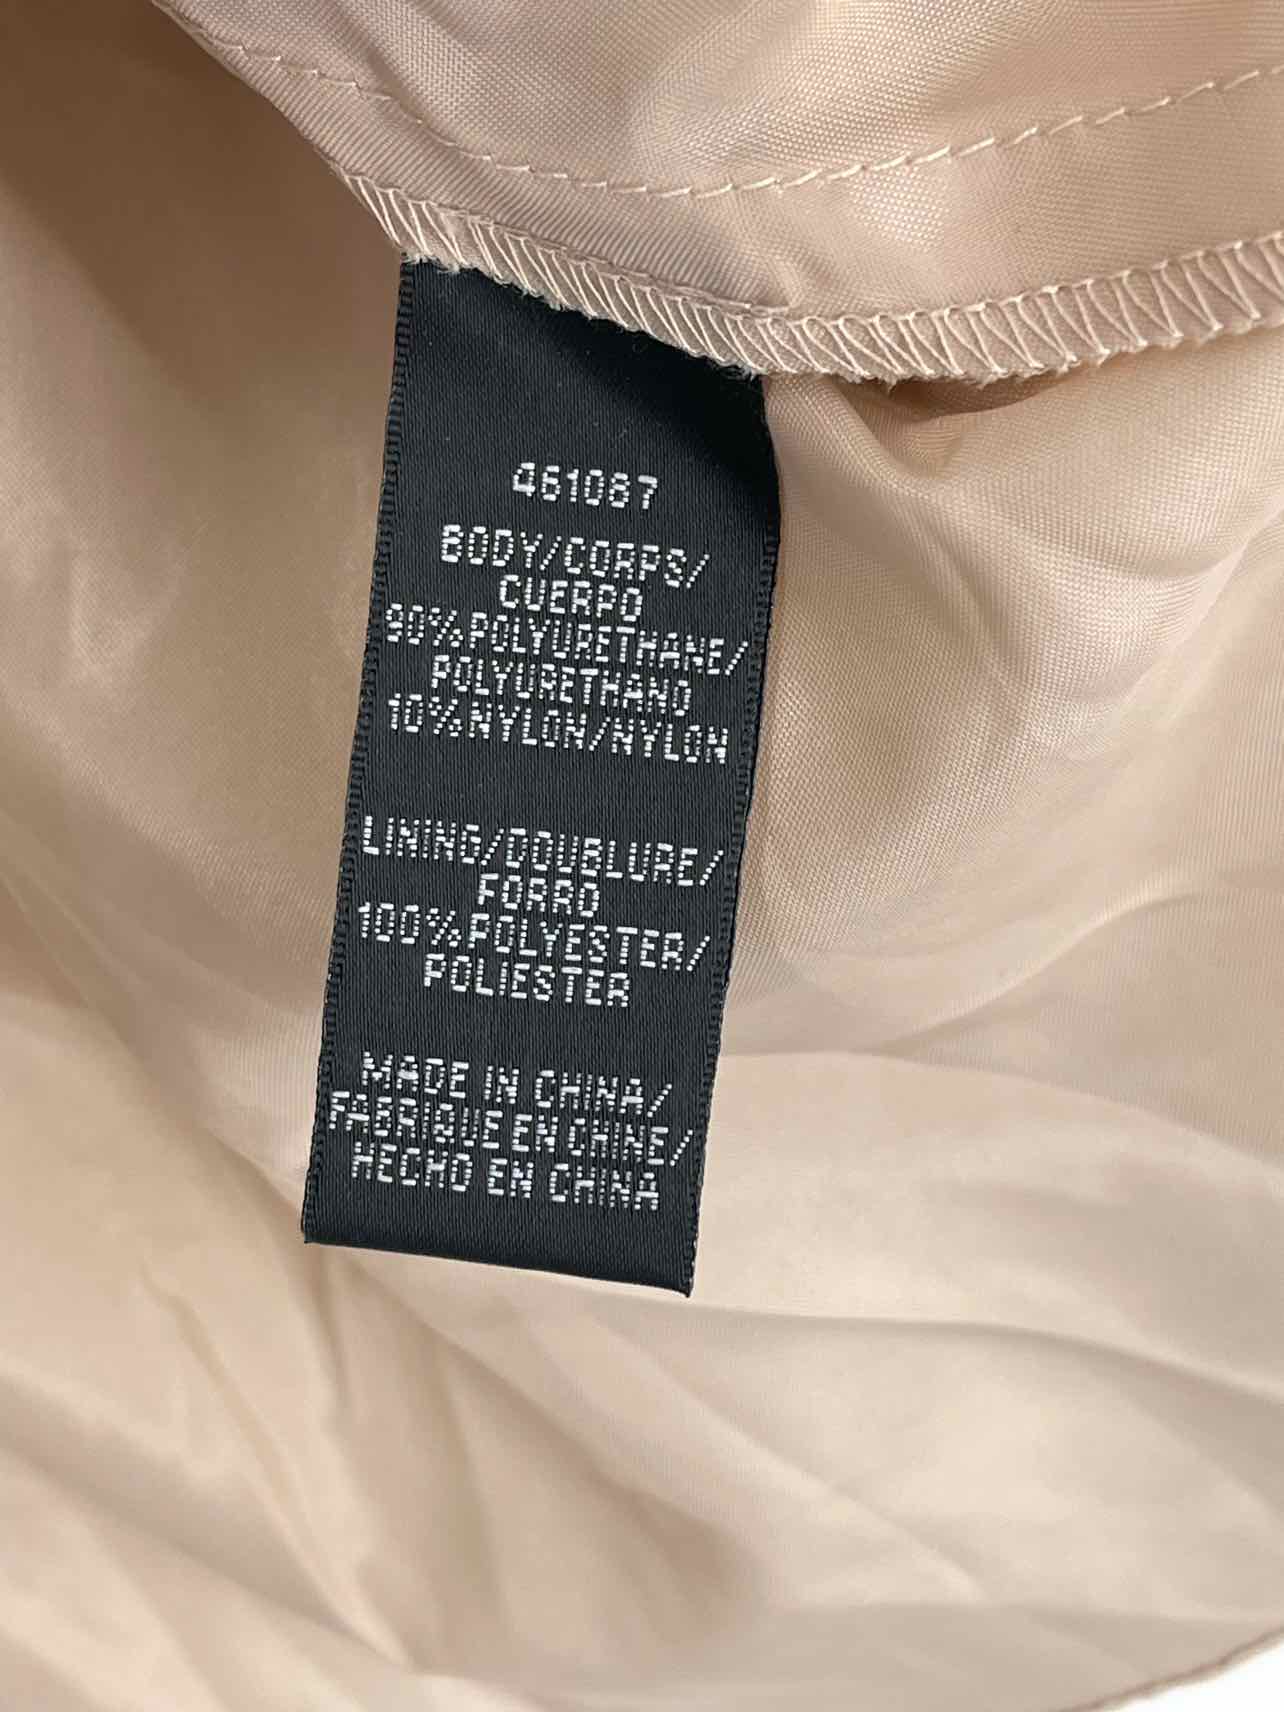 461087
BODY/CORPS/
CUERPO
90%POLYURETHANE/
POLYURETHANO
10%NYLON/NYLON
LINING/DOUBLURE/
FORRO
100%POLYESTER/
POLIESTER
MADE IN CHINA/
FABRIQUE EN CHINE/
HECHO EN CHINA